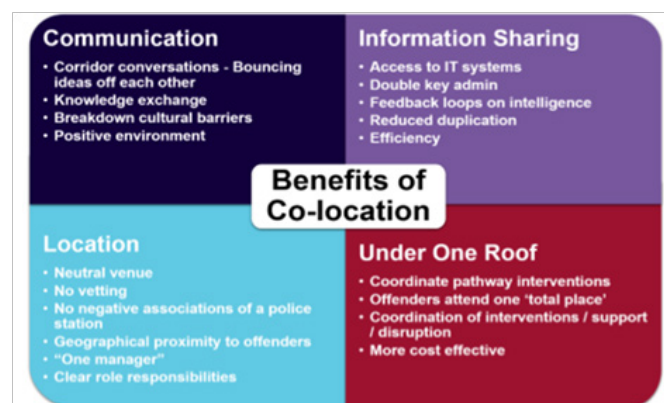 Communication
• Corridor conversations - Bouncing
ideas off each other
• Knowledge exchange
• Breakdown cultural barriers
• Positive environment
Information Sharing
• Access to IT systems
• Double key admin
• Feedback loops on intelligence
• Reduced duplication
• Efficiency
Benefits of
Co-location
Location
• Neutral venue
• No vetting
• No negative associations of a police
station
• Geographical proximity to offenders
• “One manager”
• Clear role responsibilities
Under One Roof
• Coordinate pathway interventions
• Offenders attend one ‘total place’
• Coordination of interventions / support
/ disruption
• More cost effective